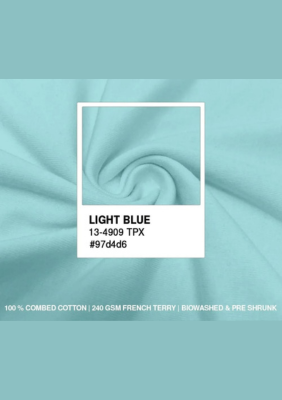 LIGHT BLUE
13-4909 TPX
#97d4d6
100 % COMBED COTTON | 240 GSM FRENCH TERRY | BIOWASHED & PRE SHRUNK